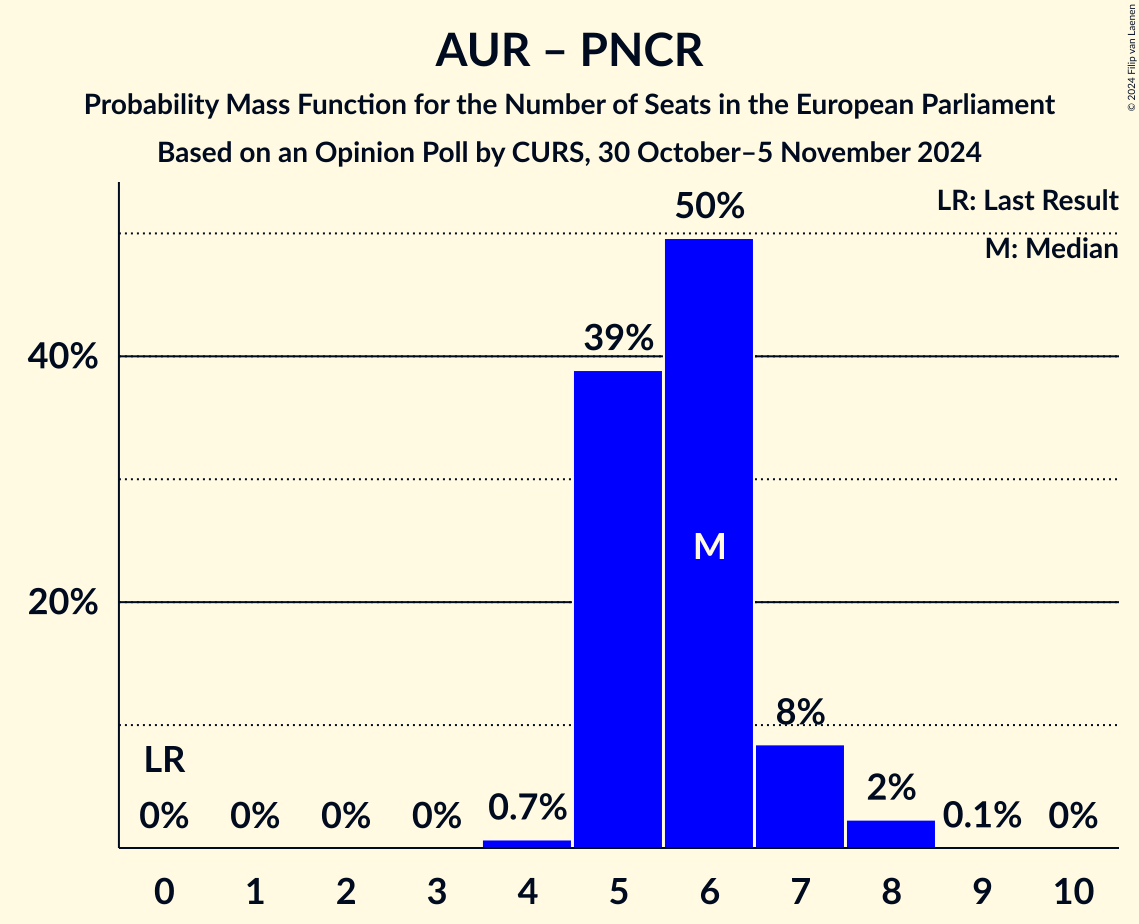 AUR – PNCR
Probability Mass Function for the Number of Seats in the European Parliament
Based on an Opinion Poll by CURS, 30 October–5 November 2024
© 2024 Filip van Laenen
LR: Last Result
M: Median
50%
39%
40%
M
20%
8%
LR
2%
0% 0% 0% 0% 0.7% 0.1% 0%
0 1 2 3 4 5 6 7 8 9 10